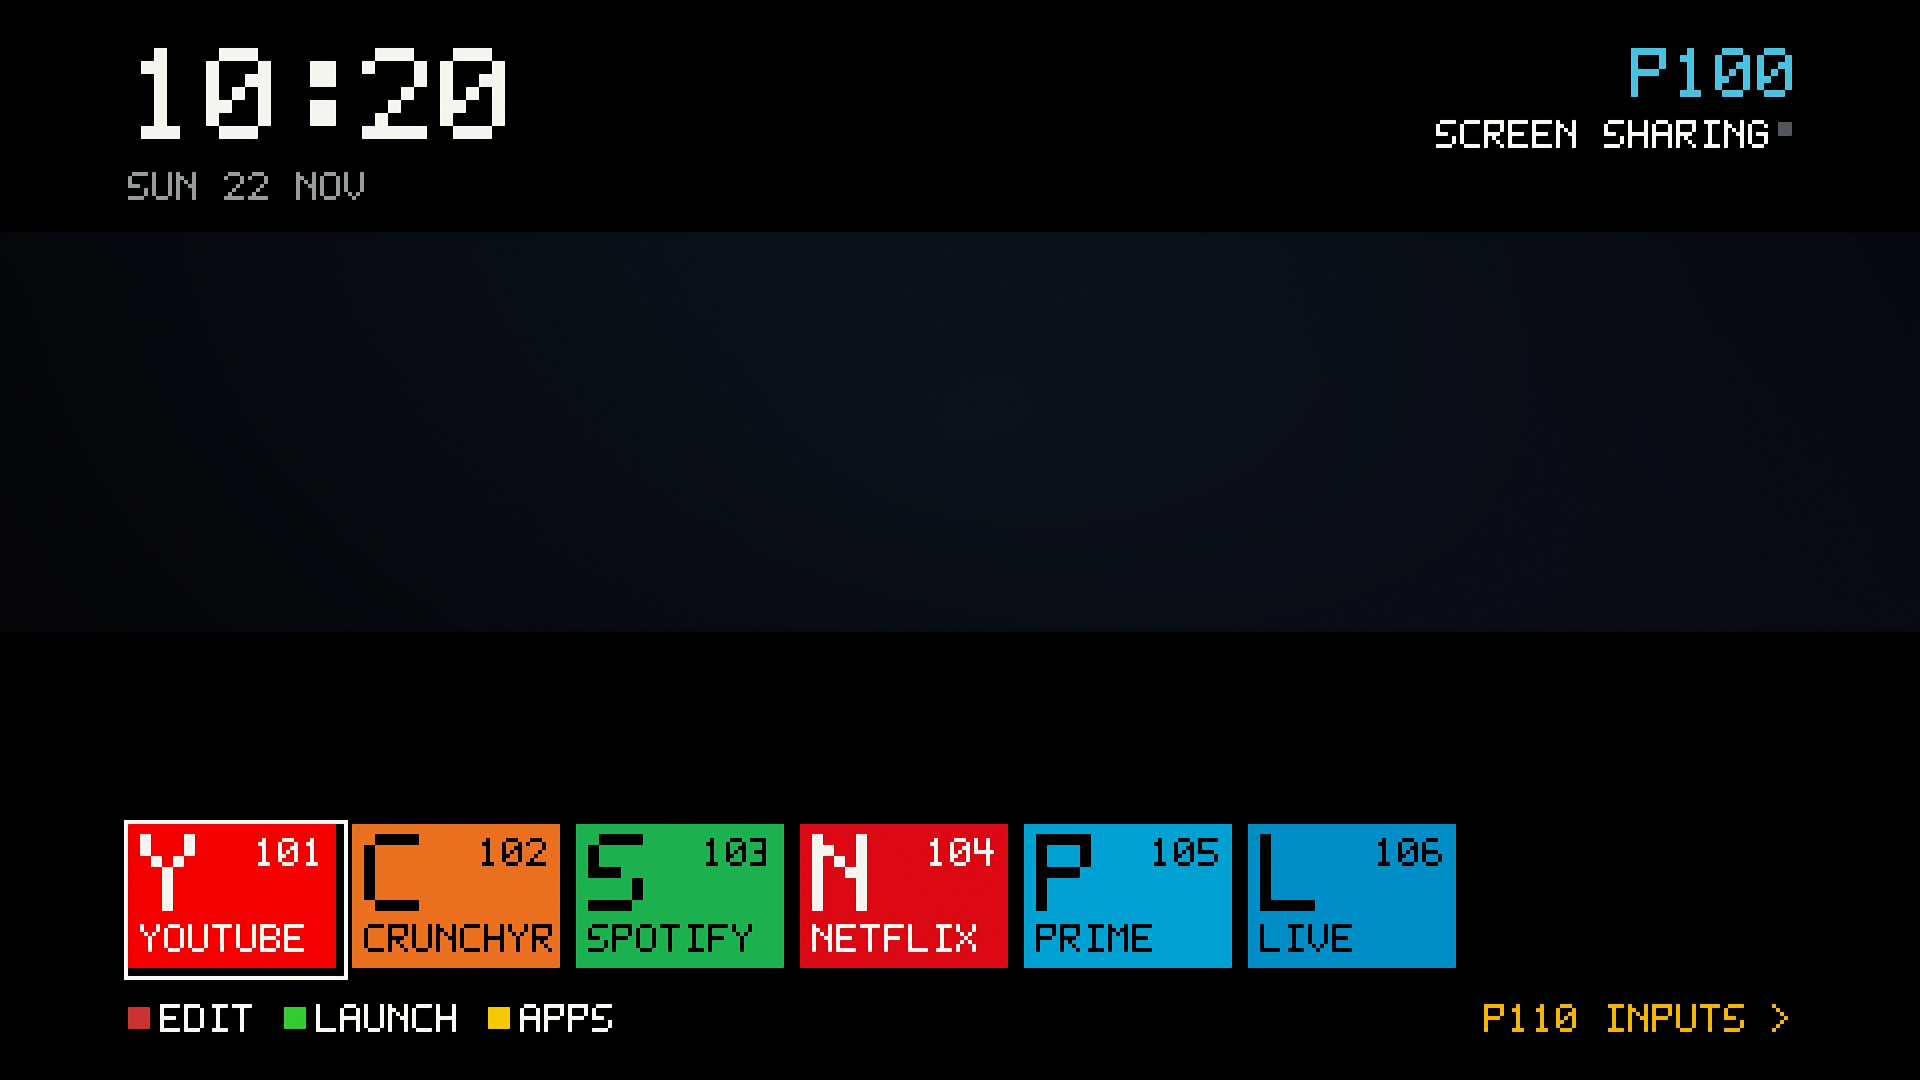 10:20
P100
SCREEN SHARING
SUN 22 NOV
Y 101
YOUTUBE
C 102
CRUNCHYR
S 103
SPOTIFY
N 104
NETFLIX
P 105
PRIME
L 106
LIVE
EDIT LAUNCH APPS
P110 INPUTS >